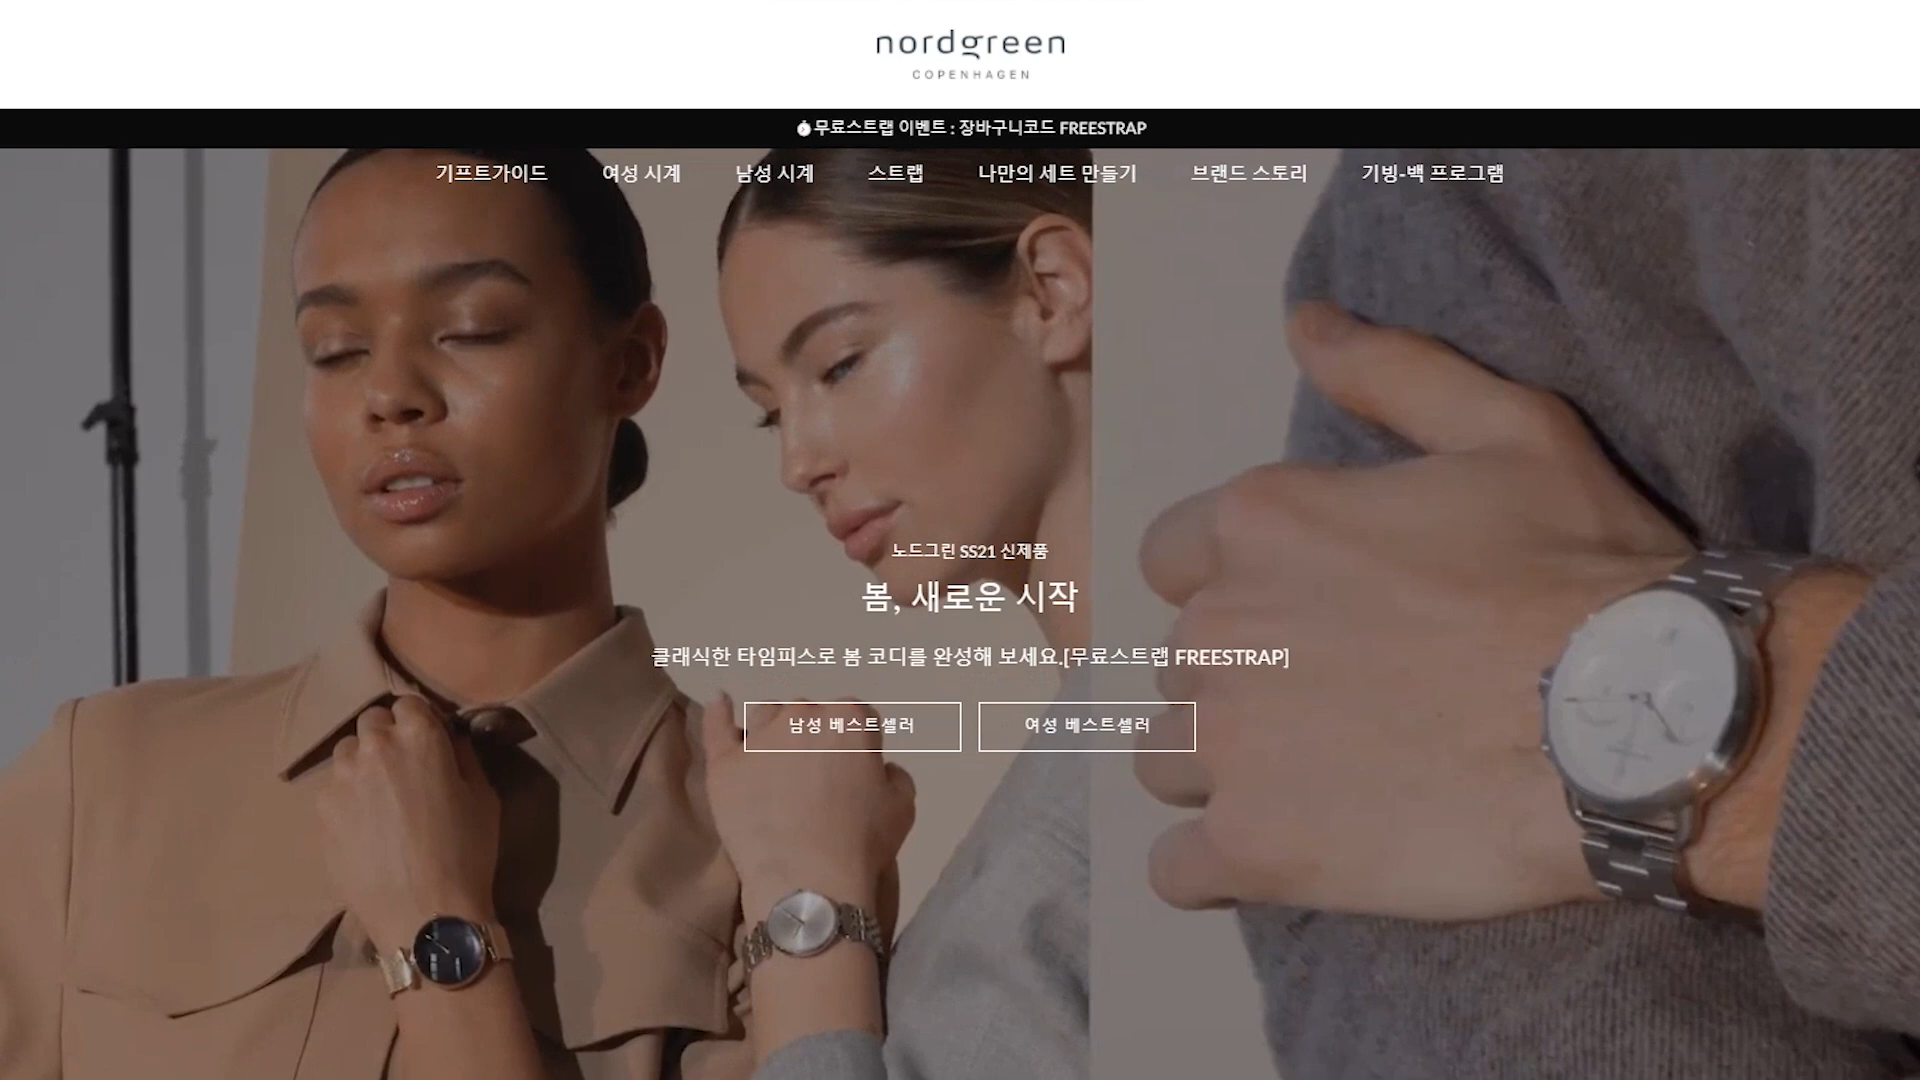 nordgreen
COPENHAGEN
무료스트랩 이벤트 : 장바구니코드 FREESTRAP
기프트가이드 여성 시계 남성 시계 스트랩 나만의 세트 만들기 브랜드 스토리 기빙-백 프로그램
노드그린 SS21 신제품
봄, 새로운 시작
클래식한 타임피스로 봄 코디를 완성해 보세요.[무료스트랩 FREESTRAP]
남성 베스트셀러 여성 베스트셀러